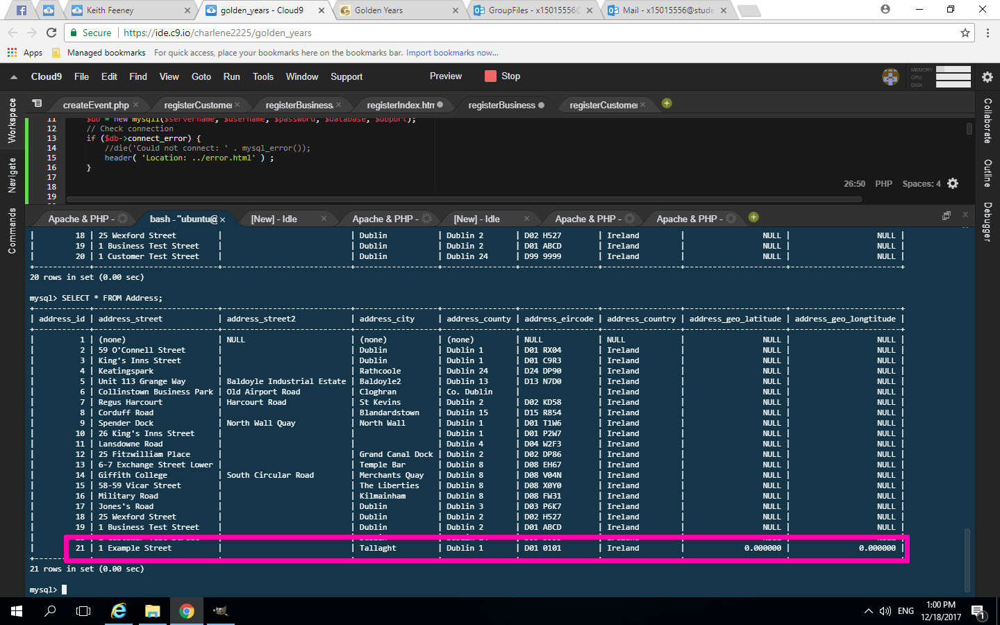 Keith Feeney
golden_years - Cloud9
Golden Years
GroupFiles - x15015556@
Mail - x15015556@stude
Secure
https://ide.c9.io/charlene2225/golden_years
Apps
Managed bookmarks
For quick access, place your bookmarks here on the bookmarks bar. Import bookmarks now...
Cloud9 File Edit Find View Goto Run Tools Window Support Preview Stop
MEMORY
CPU
DISK
createEvent.php
registerCustomer
registerBusiness
registerIndex.htm
registerBusiness
registerCustomer
Workspace
Navigate
Commands
Collaborate
Outline
Debugger
11 $db = new mysqli($servername, $username, $password, $database, $dbport);
12 // Check connection
13 if ($db->connect_error) {
14 //die('Could not connect: ' . mysql_error());
15 header( 'Location: ../error.html' ) ;
16 }
17
18
19
26:50 PHP Spaces: 4
Apache & PHP -
bash - "ubuntu@
[New] - Idle
Apache & PHP -
[New] - Idle
Apache & PHP -
Apache & PHP -
| 18 | 25 Wexford Street | | Dublin | Dublin 2 | D02 H527 | Ireland | NULL | NULL |
| 19 | 1 Business Test Street | | Dublin | Dublin 2 | D01 ABCD | Ireland | NULL | NULL |
| 20 | 1 Customer Test Street | | Dublin | Dublin 24 | D99 9999 | Ireland | NULL | NULL |
20 rows in set (0.00 sec)
mysql> SELECT * FROM Address;
| address_id | address_street | address_street2 | address_city | address_county | address_eircode | address_country | address_geo_latitude | address_geo_longtitude |
| 1 | (none) | NULL | (none) | (none) | NULL | NULL | NULL | NULL |
| 2 | 59 O'Connell Street | | Dublin | Dublin 1 | D01 RX04 | Ireland | NULL | NULL |
| 3 | King's Inns Street | | Dublin | Dublin 1 | D01 C9R3 | Ireland | NULL | NULL |
| 4 | Keatingspark | | Rathcoole | Dublin 24 | D24 DP90 | Ireland | NULL | NULL |
| 5 | Unit 113 Grange Way | Baldoyle Industrial Estate | Baldoyle2 | Dublin 13 | D13 N7D0 | Ireland | NULL | NULL |
| 6 | Collinstown Business Park | Old Airport Road | Cloghran | Co. Dublin | | Ireland | NULL | NULL |
| 7 | Regus Harcourt | Harcourt Road | St Kevins | Dublin 2 | D02 KD58 | Ireland | NULL | NULL |
| 8 | Corduff Road | | Blandardstown | Dublin 15 | D15 R854 | Ireland | NULL | NULL |
| 9 | Spender Dock | North Wall Quay | North Wall | Dublin 1 | D01 T1W6 | Ireland | NULL | NULL |
| 10 | 26 King's Inns Street | | | Dublin 1 | D01 P2W7 | Ireland | NULL | NULL |
| 11 | Lansdowne Road | | | Dublin 4 | D04 W2F3 | Ireland | NULL | NULL |
| 12 | 25 Fitzwilliam Place | | Grand Canal Dock | Dublin 2 | D02 DP86 | Ireland | NULL | NULL |
| 13 | 6-7 Exchange Street Lower | | Temple Bar | Dublin 8 | D08 EH67 | Ireland | NULL | NULL |
| 14 | Giffith College | South Circular Road | Merchants Quay | Dublin 8 | D08 V04N | Ireland | NULL | NULL |
| 15 | 58-59 Vicar Street | | The Liberties | Dublin 8 | D08 X0Y0 | Ireland | NULL | NULL |
| 16 | Military Road | | Kilmainham | Dublin 8 | D08 FW31 | Ireland | NULL | NULL |
| 17 | Jones's Road | | Dublin | Dublin 3 | D03 P6K7 | Ireland | NULL | NULL |
| 18 | 25 Wexford Street | | Dublin | Dublin 2 | D02 H527 | Ireland | NULL | NULL |
| 19 | 1 Business Test Street | | Dublin | Dublin 2 | D01 ABCD | Ireland | NULL | NULL |
| 21 | 1 Example Street | | Tallaght | Dublin 1 | D01 0101 | Ireland | 0.000000 | 0.000000 |
21 rows in set (0.00 sec)
mysql>
ENG
1:00 PM
12/18/2017
1